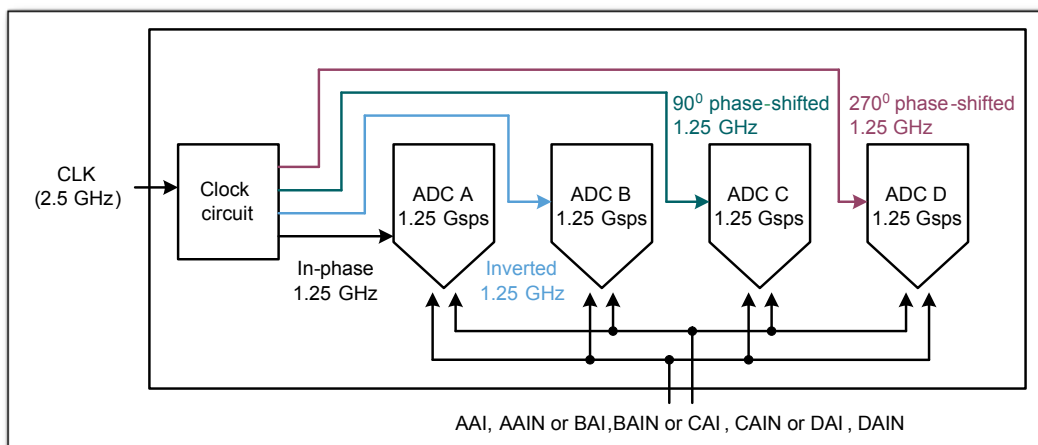 90⁰ phase-shifted
1.25 GHz
270⁰ phase-shifted
1.25 GHz
CLK
(2.5 GHz)
Clock
circuit
ADC A
1.25 Gsps
ADC B
1.25 Gsps
ADC C
1.25 Gsps
ADC D
1.25 Gsps
In-phase
1.25 GHz
Inverted
1.25 GHz
AAI, AAIN or BAI,BAIN or CAI , CAIN or DAI , DAIN